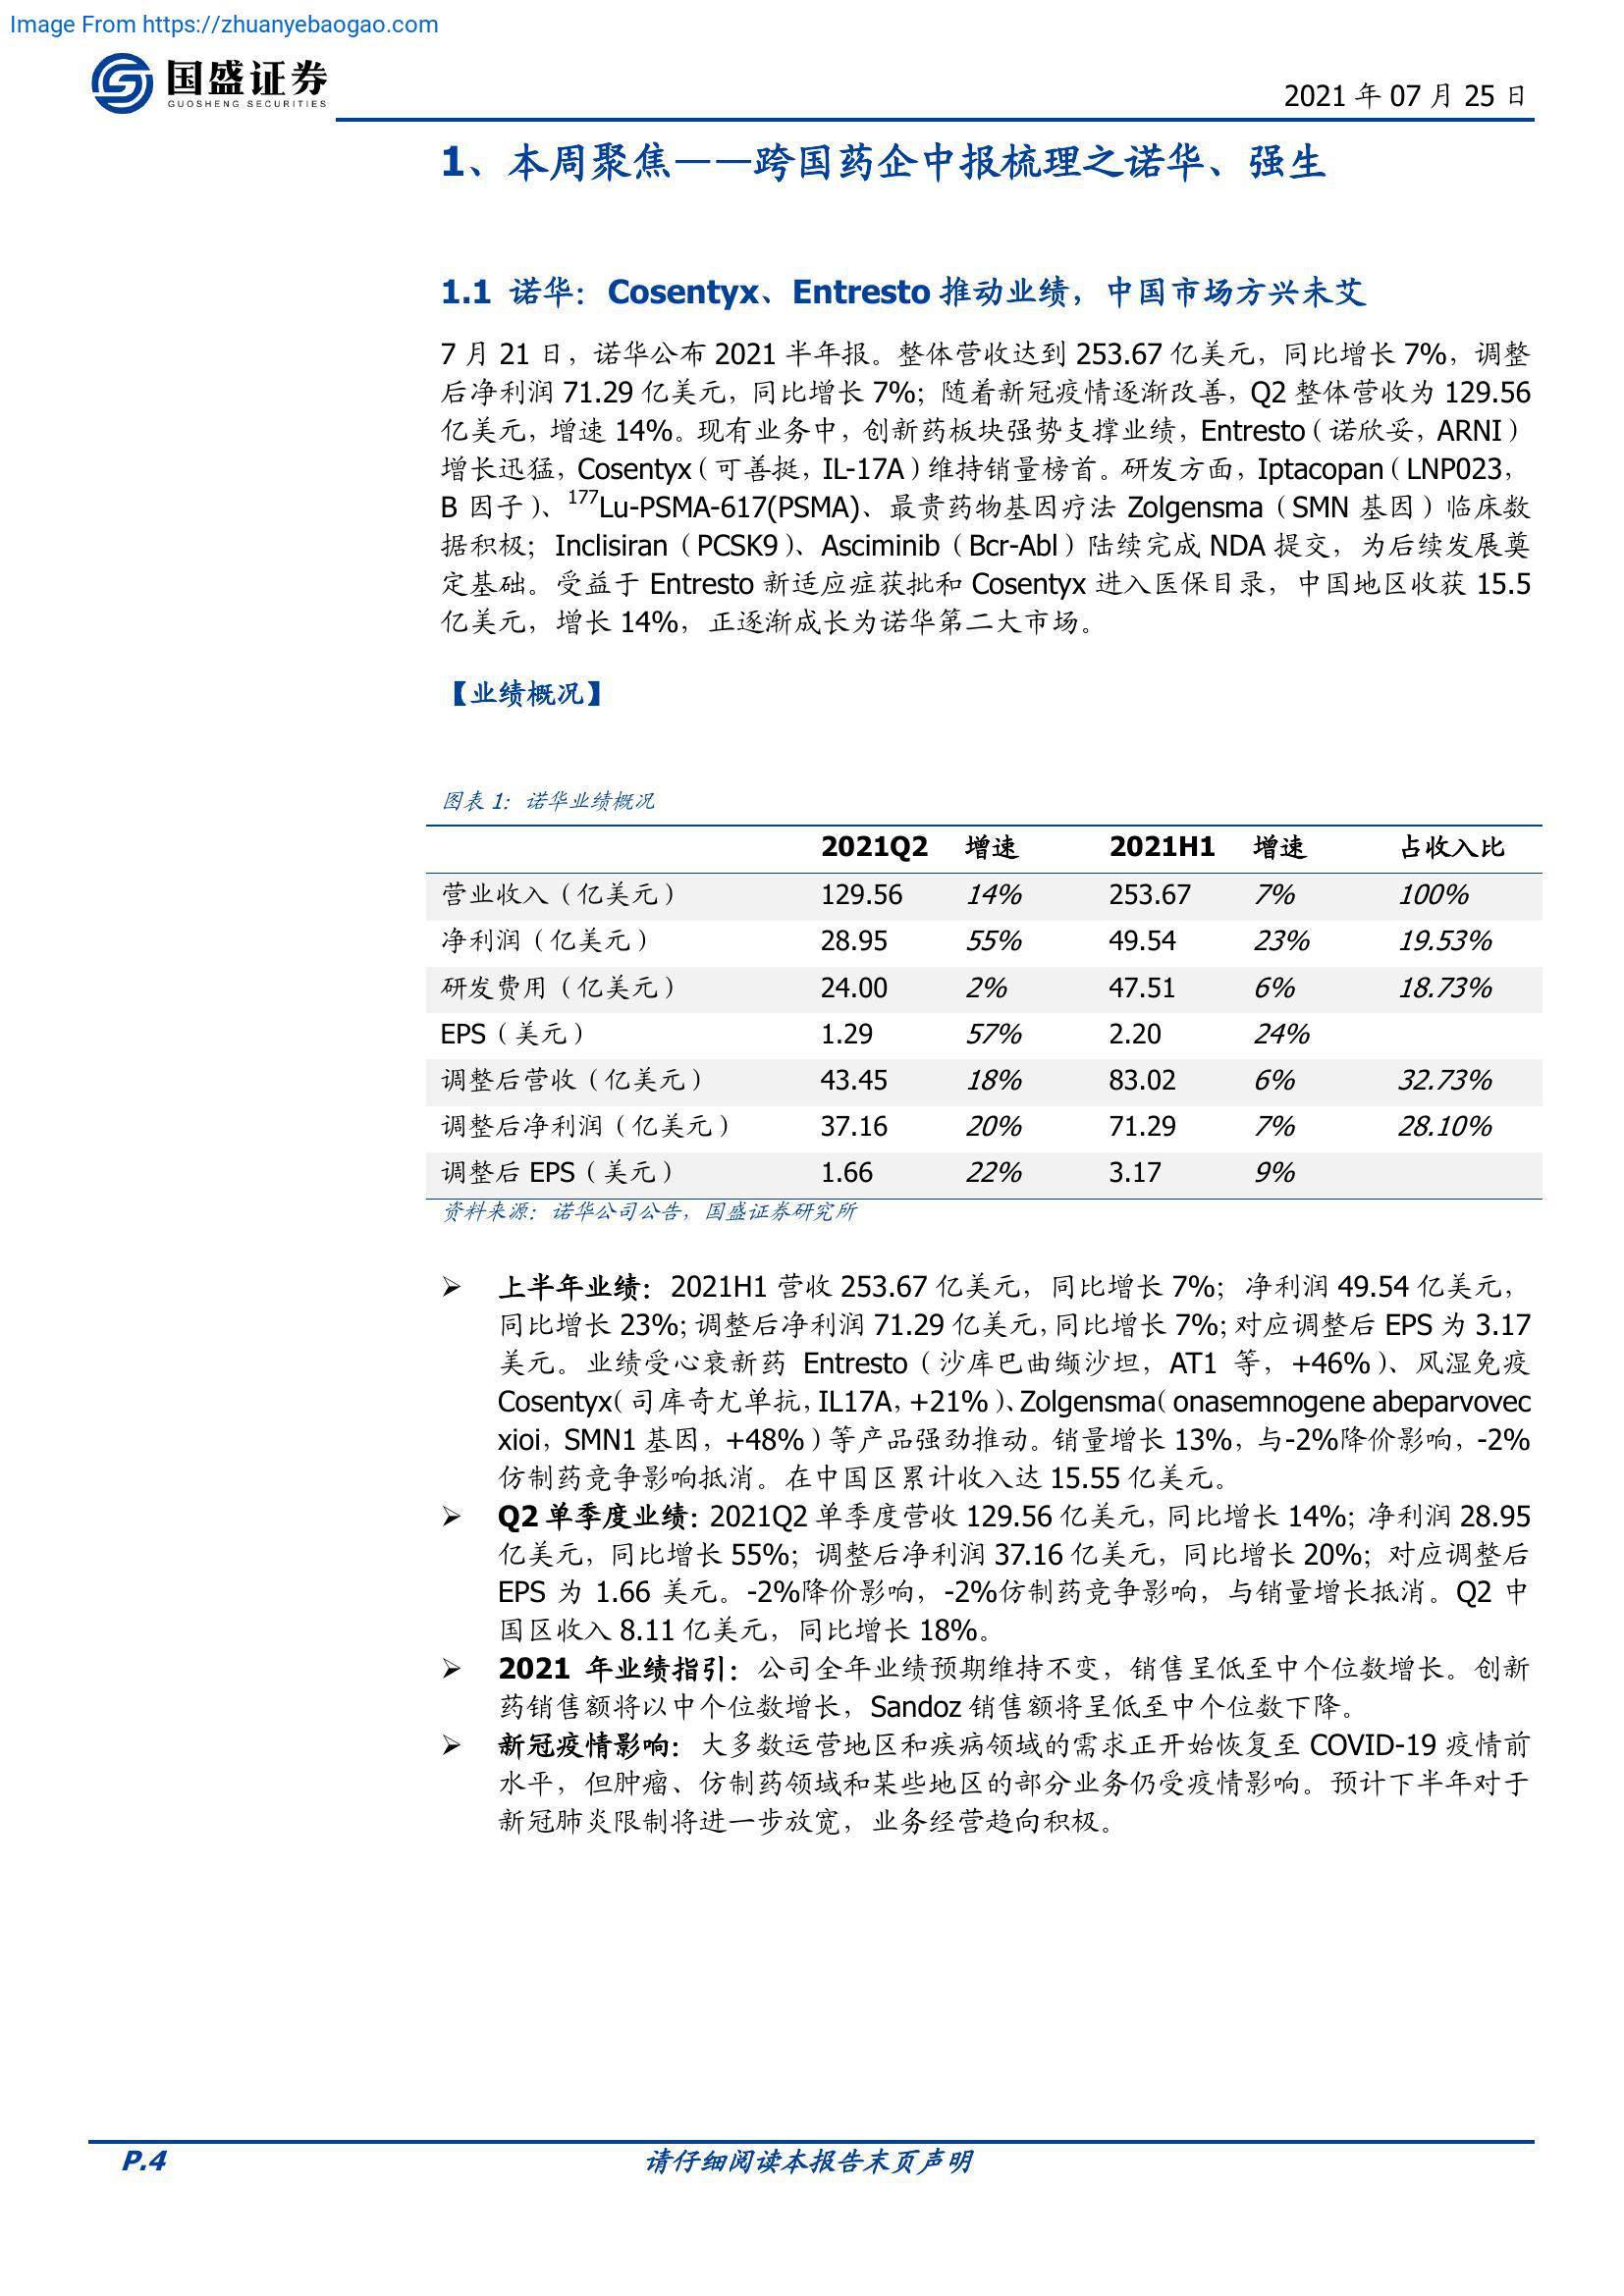 Image From https://zhuanyebaogao.com
国盛证券
GUOSHENG SECURITIES
2021 年 07 月 25 日
1、本周聚焦——跨国药企中报梳理之诺华、强生
1.1 诺华：Cosentyx、Entresto 推动业绩，中国市场方兴未艾
7 月 21 日，诺华公布 2021 半年报。整体营收达到 253.67 亿美元，同比增长 7%，调整
后净利润 71.29 亿美元，同比增长 7%；随着新冠疫情逐渐改善，Q2 整体营收为 129.56
亿美元，增速 14%。现有业务中，创新药板块强势支撑业绩，Entresto（诺欣妥，ARNI）
增长迅猛，Cosentyx（可善挺，IL-17A）维持销量榜首。研发方面，Iptacopan（LNP023，
B 因子）、177Lu-PSMA-617(PSMA)、最贵药物基因疗法 Zolgensma（SMN 基因）临床数
据积极；Inclisiran（PCSK9）、Asciminib（Bcr-Abl）陆续完成 NDA 提交，为后续发展奠
定基础。受益于 Entresto 新适应症获批和 Cosentyx 进入医保目录，中国地区收获 15.5
亿美元，增长 14%，正逐渐成长为诺华第二大市场。
【业绩概况】
图表 1：诺华业绩概况
2021Q2 增速 2021H1 增速 占收入比
营业收入（亿美元） 129.56 14% 253.67 7% 100%
净利润（亿美元） 28.95 55% 49.54 23% 19.53%
研发费用（亿美元） 24.00 2% 47.51 6% 18.73%
EPS（美元） 1.29 57% 2.20 24%
调整后营收（亿美元） 43.45 18% 83.02 6% 32.73%
调整后净利润（亿美元） 37.16 20% 71.29 7% 28.10%
调整后 EPS（美元） 1.66 22% 3.17 9%
资料来源：诺华公司公告，国盛证券研究所
➢ 上半年业绩：2021H1 营收 253.67 亿美元，同比增长 7%；净利润 49.54 亿美元，
同比增长 23%；调整后净利润 71.29 亿美元，同比增长 7%；对应调整后 EPS 为 3.17
美元。业绩受心衰新药 Entresto（沙库巴曲缬沙坦，AT1 等，+46%）、风湿免疫
Cosentyx（司库奇尤单抗，IL17A，+21%）、Zolgensma（onasemnogene abeparvovec
xioi，SMN1 基因，+48%）等产品强劲推动。销量增长 13%，与-2%降价影响，-2%
仿制药竞争影响抵消。在中国区累计收入达 15.55 亿美元。
➢ Q2 单季度业绩：2021Q2 单季度营收 129.56 亿美元，同比增长 14%；净利润 28.95
亿美元，同比增长 55%；调整后净利润 37.16 亿美元，同比增长 20%；对应调整后
EPS 为 1.66 美元。-2%降价影响，-2%仿制药竞争影响，与销量增长抵消。Q2 中
国区收入 8.11 亿美元，同比增长 18%。
➢ 2021 年业绩指引：公司全年业绩预期维持不变，销售呈低至中个位数增长。创新
药销售额将以中个位数增长，Sandoz 销售额将呈低至中个位数下降。
➢ 新冠疫情影响：大多数运营地区和疾病领域的需求正开始恢复至 COVID-19 疫情前
水平，但肿瘤、仿制药领域和某些地区的部分业务仍受疫情影响。预计下半年对于
新冠肺炎限制将进一步放宽，业务经营趋向积极。
P.4
请仔细阅读本报告末页声明